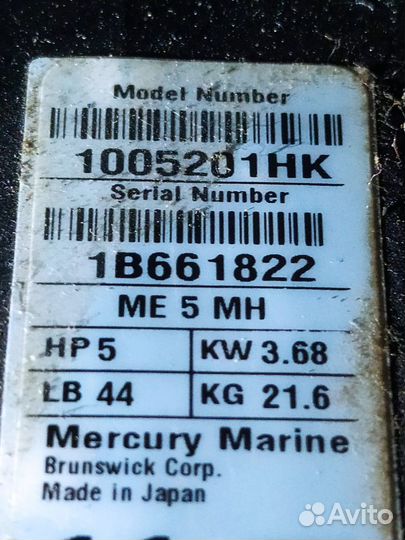 Model Number
1005201HK
Serial Number
1B661822
ME 5 MH
HP 5 KW 3.68
LB 44 KG 21.6
Mercury Marine
Brunswick Corp.
Made in Japan
Avito